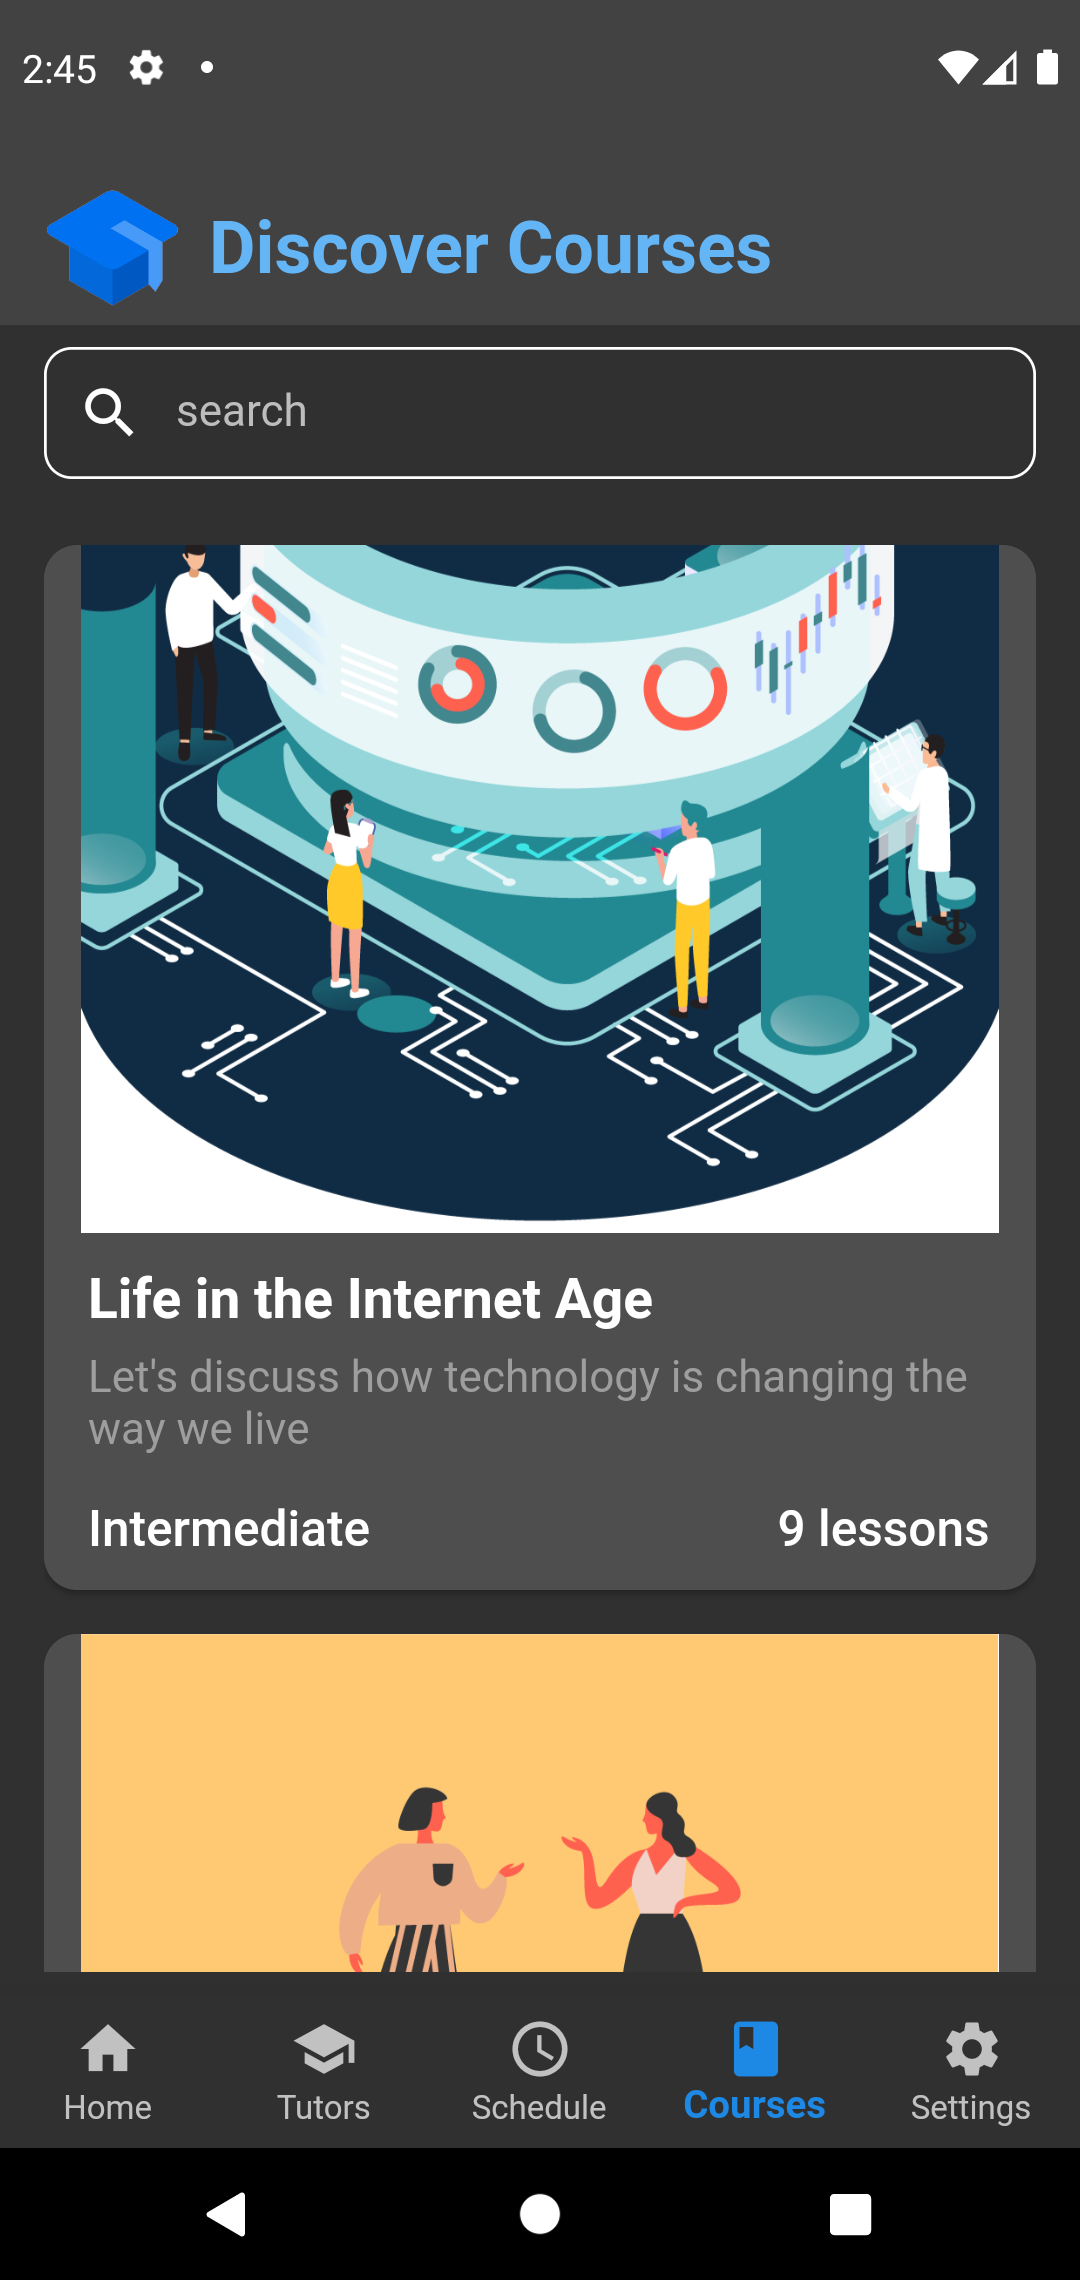 2:45
Discover Courses
search
Life in the Internet Age
Let's discuss how technology is changing the
way we live
Intermediate
9 lessons
Home
Tutors
Schedule
Courses
Settings